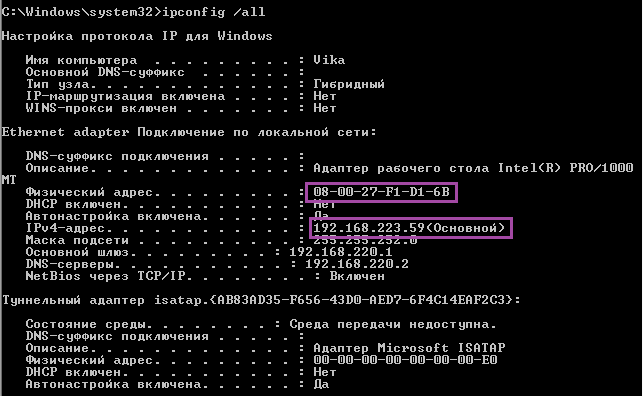 C:\Windows\system32>ipconfig /all
Настройка протокола IP для Windows
Имя компьютера . . . . . . . . . : Vika
Основной DNS-суффикс . . . . . . :
Тип узла. . . . . . . . . . . . . : Гибридный
IP-маршрутизация включена . . . . : Нет
WINS-прокси включен . . . . . . . : Нет
Ethernet adapter Подключение по локальной сети:
DNS-суффикс подключения . . . . . :
Описание. . . . . . . . . . . . . : Адаптер рабочего стола Intel(R) PRO/1000
MT
Физический адрес. . . . . . . . . : 08-00-27-F1-D1-6B
DHCP включен. . . . . . . . . . . : Нет
Автонастройка включена. . . . . . : Да
IPv4-адрес. . . . . . . . . . . . : 192.168.223.59(Основной)
Маска подсети . . . . . . . . . . : 255.255.252.0
Основной шлюз. . . . . . . . . : 192.168.220.1
DNS-серверы. . . . . . . . . . . : 192.168.220.2
NetBios через TCP/IP. . . . . . . . : Включен
Туннельный адаптер isatap.{AB83AD35-F656-43D0-AED7-6F4C14EAF2C3}:
Состояние среды. . . . . . . . : Среда передачи недоступна.
DNS-суффикс подключения . . . . . :
Описание. . . . . . . . . . . . . : Адаптер Microsoft ISATAP
Физический адрес. . . . . . . . . : 00-00-00-00-00-00-00-E0
DHCP включен. . . . . . . . . . . : Нет
Автонастройка включена. . . . . . : Да